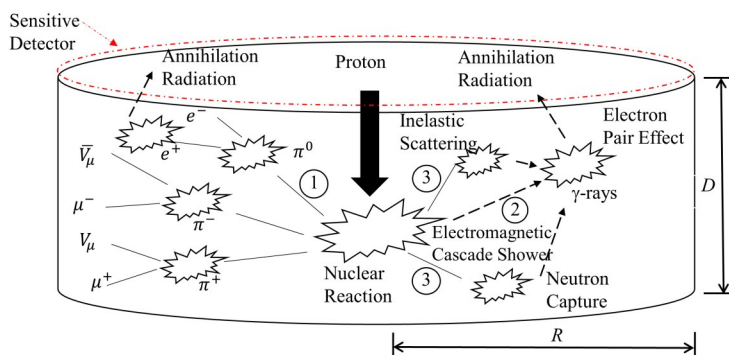 Sensitive
Detector
Annihilation
Radiation
Proton
Annihilation
Radiation
e⁻
e⁺
π⁰
Inelastic
Scattering
Electron
Pair Effect
V̅μ
①
③
γ-rays
D
μ⁻
π⁻
②
Electromagnetic
Cascade Shower
Vμ
μ⁺
π⁺
Nuclear
Reaction
③
Neutron
Capture
R